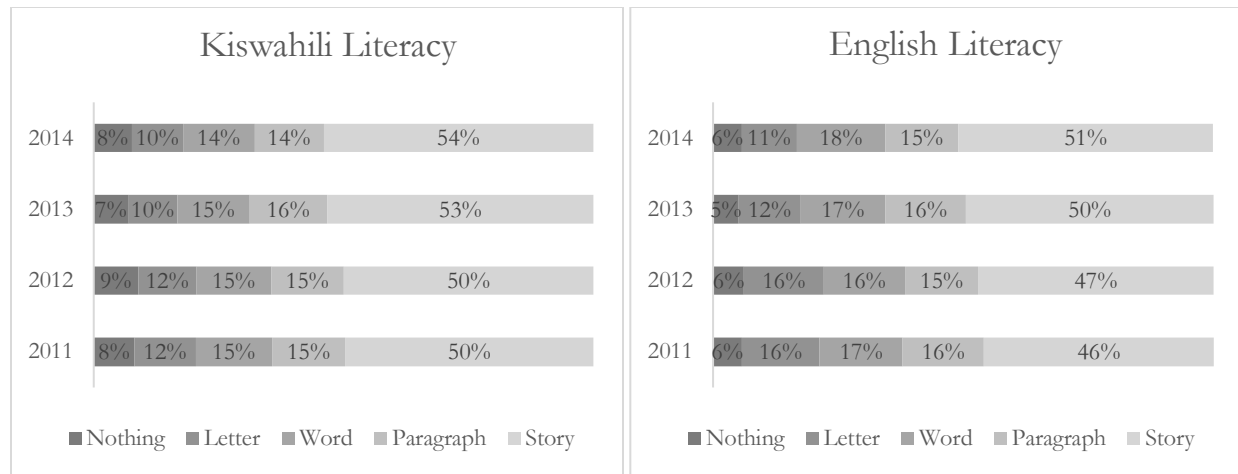 Kiswahili Literacy
2014 8% 10% 14% 14% 54%
2013 7% 10% 15% 16% 53%
2012 9% 12% 15% 15% 50%
2011 8% 12% 15% 15% 50%
Nothing Letter Word Paragraph Story
English Literacy
2014 6% 11% 18% 15% 51%
2013 5% 12% 17% 16% 50%
2012 6% 16% 16% 15% 47%
2011 6% 16% 17% 16% 46%
Nothing Letter Word Paragraph Story